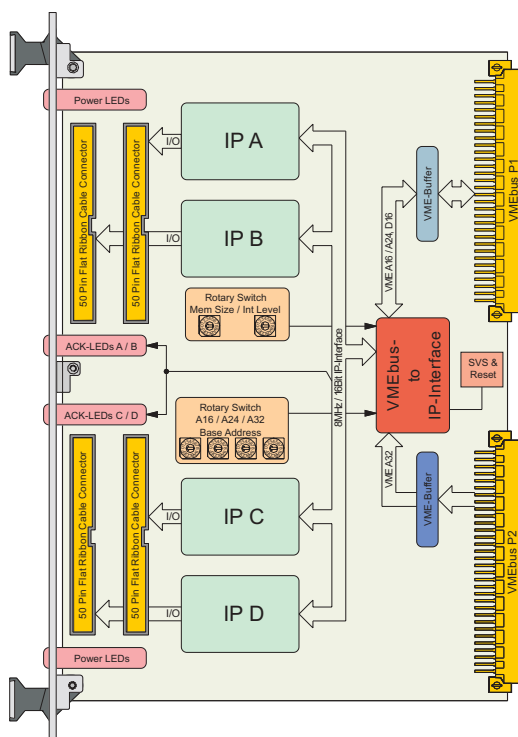 Power LEDs
50 Pin Flat Ribbon Cable Connector
50 Pin Flat Ribbon Cable Connector
I/O
IP A
I/O
IP B
VME-Buffer
VMEbus P1
VME A16 / A24, D16
Rotary Switch
Mem Size / Int Level
ACK-LEDs A / B
8MHz / 16Bit IP-Interface
VMEbus-
to
IP-Interface
SVS &
Reset
ACK-LEDs C / D
Rotary Switch
A16 / A24 / A32
Base Address
VME A32
VME-Buffer
VMEbus P2
50 Pin Flat Ribbon Cable Connector
50 Pin Flat Ribbon Cable Connector
I/O
IP C
I/O
IP D
Power LEDs